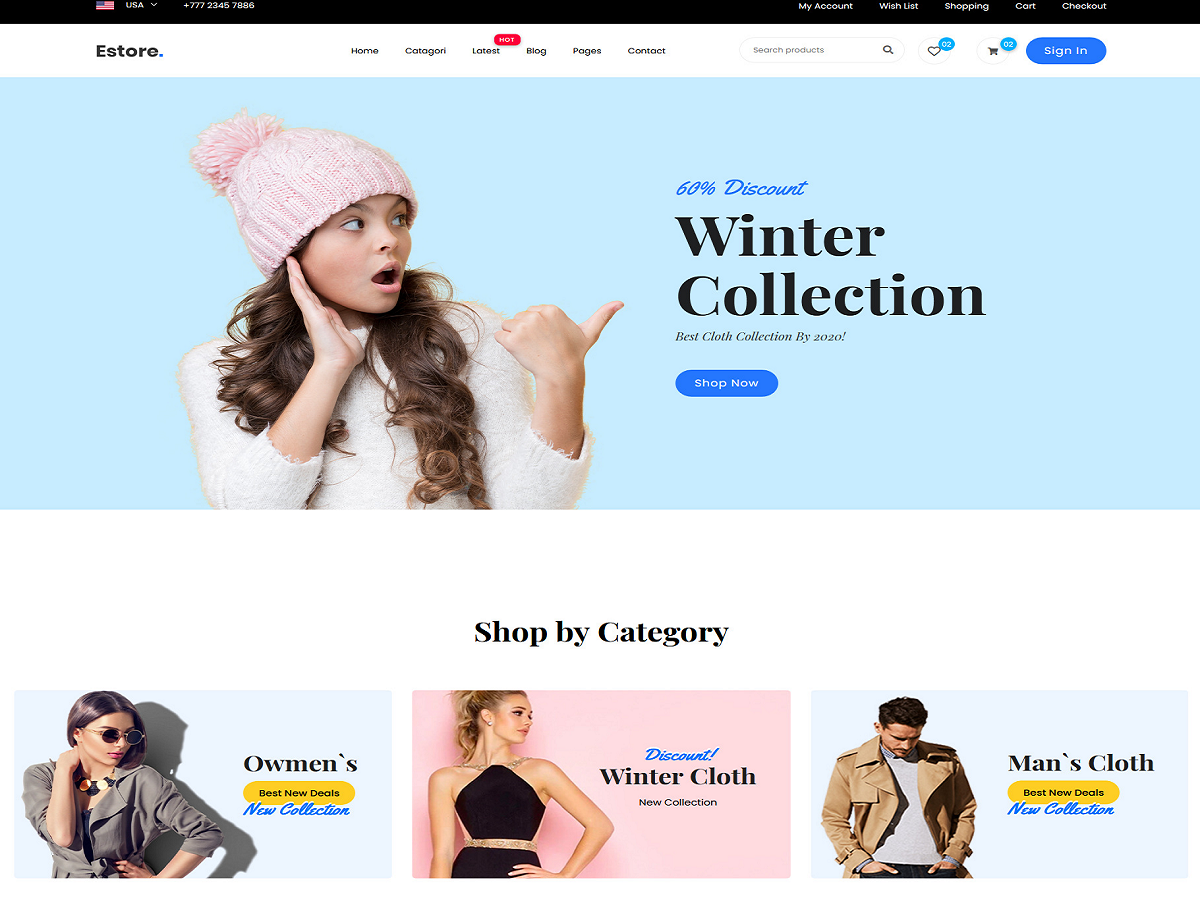 USA +777 2345 7886 My Account Wish List Shopping Cart Checkout
HOT
Estore. Home Catagori Latest Blog Pages Contact Search products 02 02 Sign In
60% Discount
Winter
Collection
Best Cloth Collection By 2020!
Shop Now
Shop by Category
Owmen`s
Best New Deals
New Collection
Discount!
Winter Cloth
New Collection
Man`s Cloth
Best New Deals
New Collection